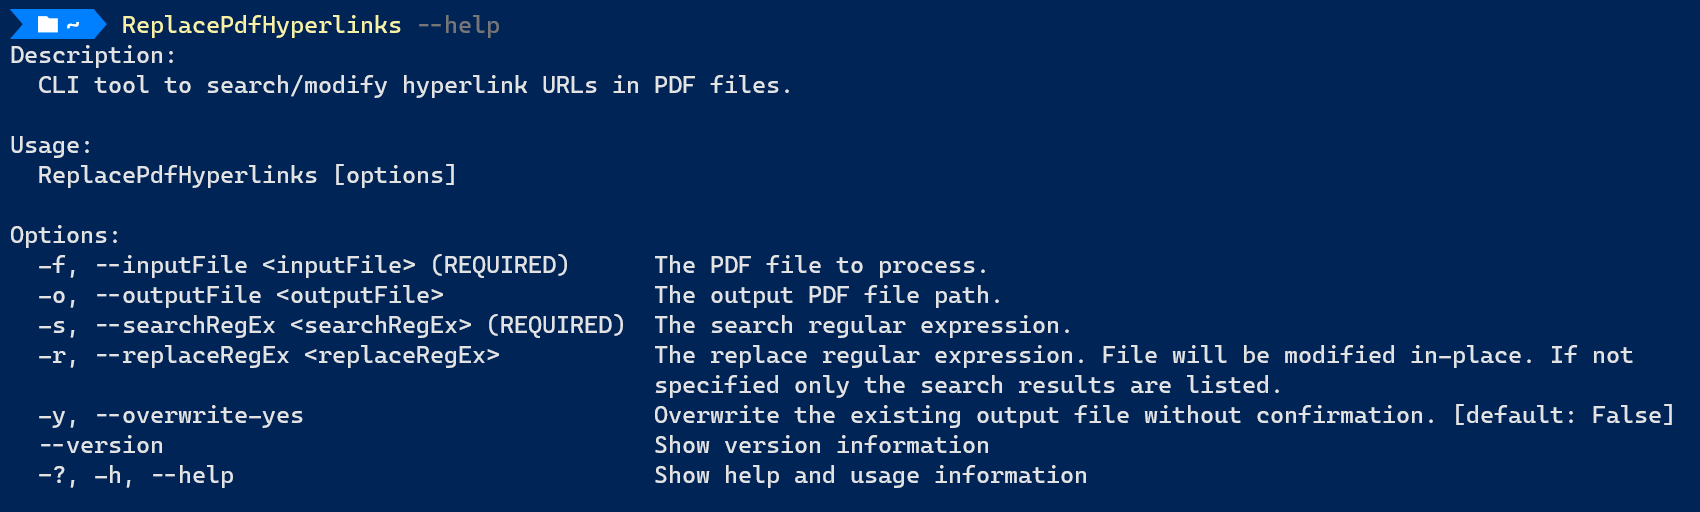 ~ ReplacePdfHyperlinks --help
Description:
  CLI tool to search/modify hyperlink URLs in PDF files.

Usage:
  ReplacePdfHyperlinks [options]

Options:
  -f, --inputFile <inputFile> (REQUIRED)      The PDF file to process.
  -o, --outputFile <outputFile>               The output PDF file path.
  -s, --searchRegEx <searchRegEx> (REQUIRED)  The search regular expression.
  -r, --replaceRegEx <replaceRegEx>           The replace regular expression. File will be modified in-place. If not
                                              specified only the search results are listed.
  -y, --overwrite-yes                         Overwrite the existing output file without confirmation. [default: False]
  --version                                   Show version information
  -?, -h, --help                              Show help and usage information